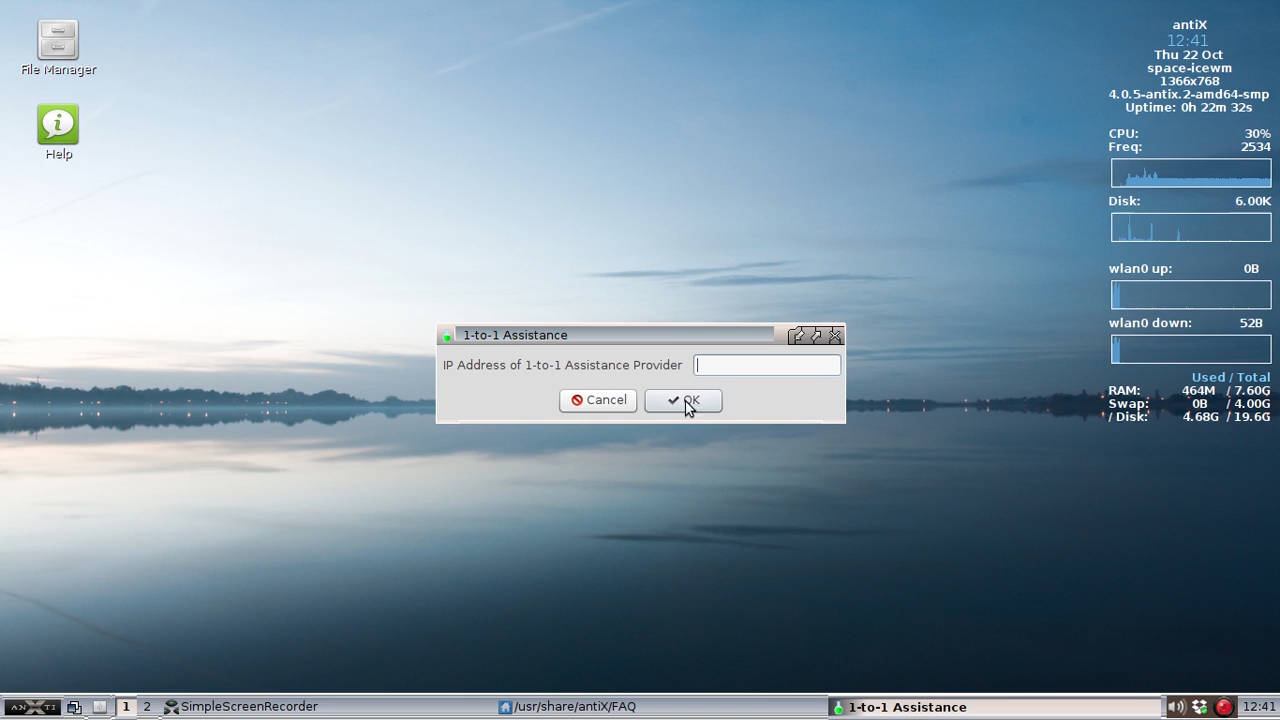 File Manager
Help
antiX
12:41
Thu 22 Oct
space-icewm
1366x768
4.0.5-antix.2-amd64-smp
Uptime: 0h 22m 32s
CPU: 30%
Freq: 2534
Disk: 6.00K
wlan0 up: 0B
wlan0 down: 52B
Used / Total
RAM: 464M / 7.60G
Swap: 0B / 4.00G
/ Disk: 4.68G / 19.6G
1-to-1 Assistance
IP Address of 1-to-1 Assistance Provider
Cancel
OK
ANXTI 1 2 SimpleScreenRecorder /usr/share/antiX/FAQ 1-to-1 Assistance 12:41